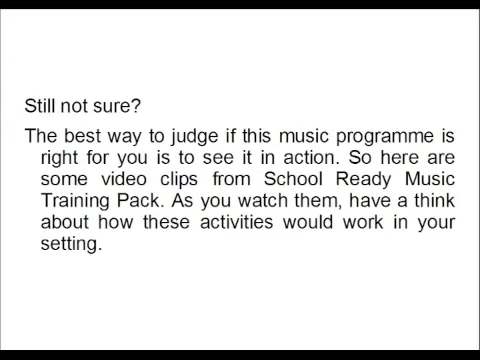 Still not sure?
The best way to judge if this music programme is
right for you is to see it in action. So here are
some video clips from School Ready Music
Training Pack. As you watch them, have a think
about how these activities would work in your
setting.